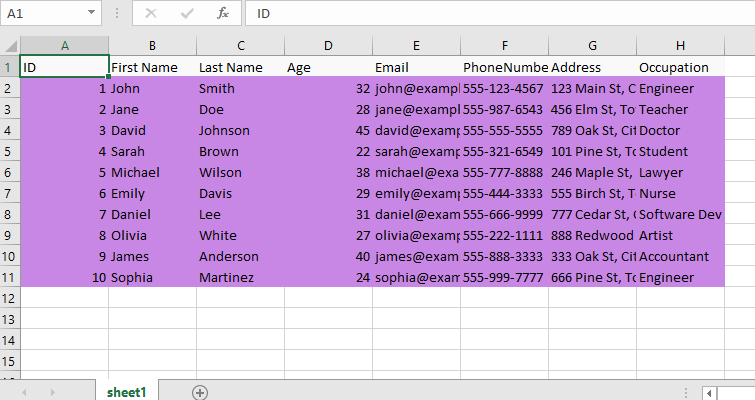 A1 fx ID
A B C D E F G H
1 ID First Name Last Name Age Email PhoneNumbe Address Occupation
2 1 John Smith 32 john@exampl 555-123-4567 123 Main St, C Engineer
3 2 Jane Doe 28 jane@exampl 555-987-6543 456 Elm St, To Teacher
4 3 David Johnson 45 david@examp 555-555-5555 789 Oak St, Cit Doctor
5 4 Sarah Brown 22 sarah@examp 555-321-6549 101 Pine St, To Student
6 5 Michael Wilson 38 michael@exa 555-777-8888 246 Maple St, Lawyer
7 6 Emily Davis 29 emily@examp 555-444-3333 555 Birch St, T Nurse
8 7 Daniel Lee 31 daniel@exam 555-666-9999 777 Cedar St, Software Dev
9 8 Olivia White 27 olivia@examp 555-222-1111 888 Redwood Artist
10 9 James Anderson 40 james@exam 555-888-3333 333 Oak St, Cit Accountant
11 10 Sophia Martinez 24 sophia@exam 555-999-7777 666 Pine St, To Engineer
12
13
14
15
sheet1